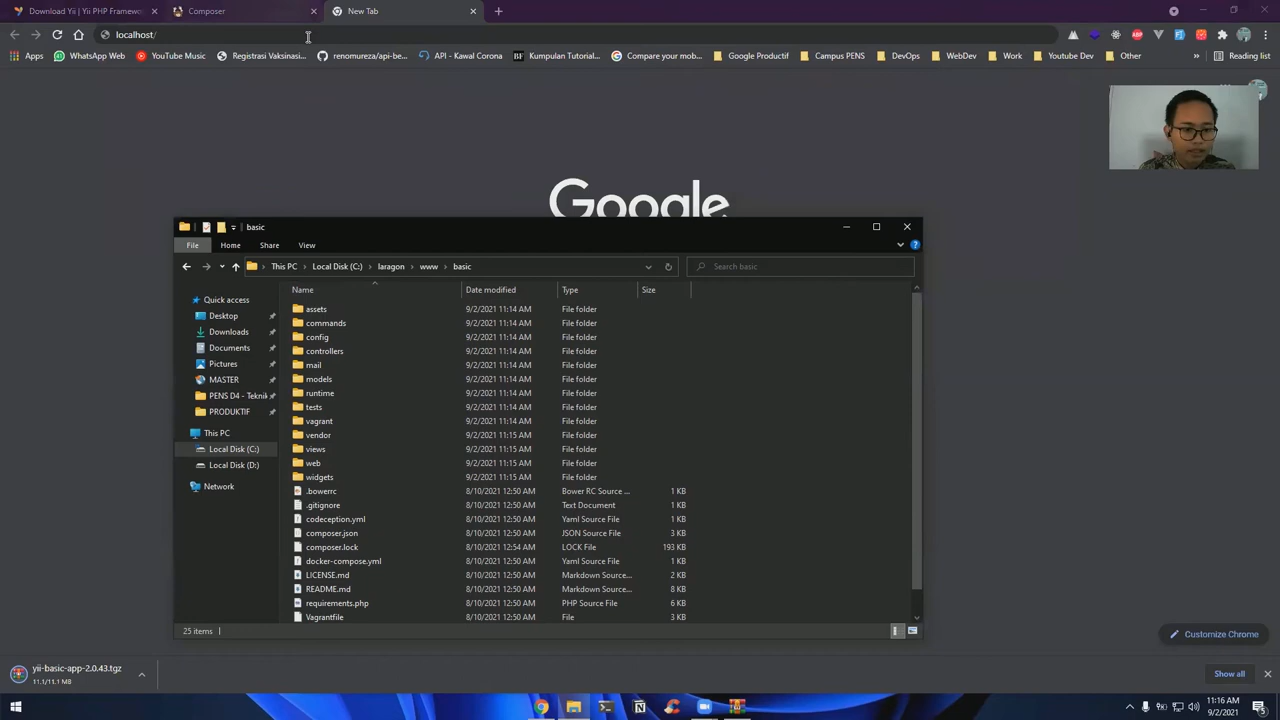 Download Yii | Yii PHP Framew
Composer
New Tab
localhost/
Apps
WhatsApp Web
YouTube Music
Registrasi Vaksinasi...
renomureza/api-be...
API - Kawal Corona
Kumpulan Tutorial...
Compare your mob...
Google Productif
Campus PENS
DevOps
WebDev
Work
Youtube Dev
Other
Reading list
Google
basic
File
Home
Share
View
This PC
Local Disk (C:)
laragon
www
basic
Search basic
Name
Date modified
Type
Size
Quick access
Desktop
Downloads
Documents
Pictures
MASTER
PENS D4 - Teknik
PRODUKTIF
This PC
Local Disk (C:)
Local Disk (D:)
Network
assets 9/2/2021 11:14 AM File folder
commands 9/2/2021 11:14 AM File folder
config 9/2/2021 11:14 AM File folder
controllers 9/2/2021 11:14 AM File folder
mail 9/2/2021 11:14 AM File folder
models 9/2/2021 11:14 AM File folder
runtime 9/2/2021 11:14 AM File folder
tests 9/2/2021 11:14 AM File folder
vagrant 9/2/2021 11:14 AM File folder
vendor 9/2/2021 11:15 AM File folder
views 9/2/2021 11:15 AM File folder
web 9/2/2021 11:15 AM File folder
widgets 9/2/2021 11:15 AM File folder
.bowerrc 8/10/2021 12:50 AM Bower RC Source ... 1 KB
.gitignore 8/10/2021 12:50 AM Text Document 1 KB
codeception.yml 8/10/2021 12:50 AM Yaml Source File 1 KB
composer.json 8/10/2021 12:50 AM JSON Source File 3 KB
composer.lock 8/10/2021 12:54 AM LOCK File 193 KB
docker-compose.yml 8/10/2021 12:50 AM Yaml Source File 1 KB
LICENSE.md 8/10/2021 12:50 AM Markdown Source... 2 KB
README.md 8/10/2021 12:50 AM Markdown Source... 8 KB
requirements.php 8/10/2021 12:50 AM PHP Source File 6 KB
Vagrantfile 8/10/2021 12:50 AM File 3 KB
25 items
Customize Chrome
yii-basic-app-2.0.43.tgz
11.1/11.1 MB
Show all
11:16 AM
9/2/2021